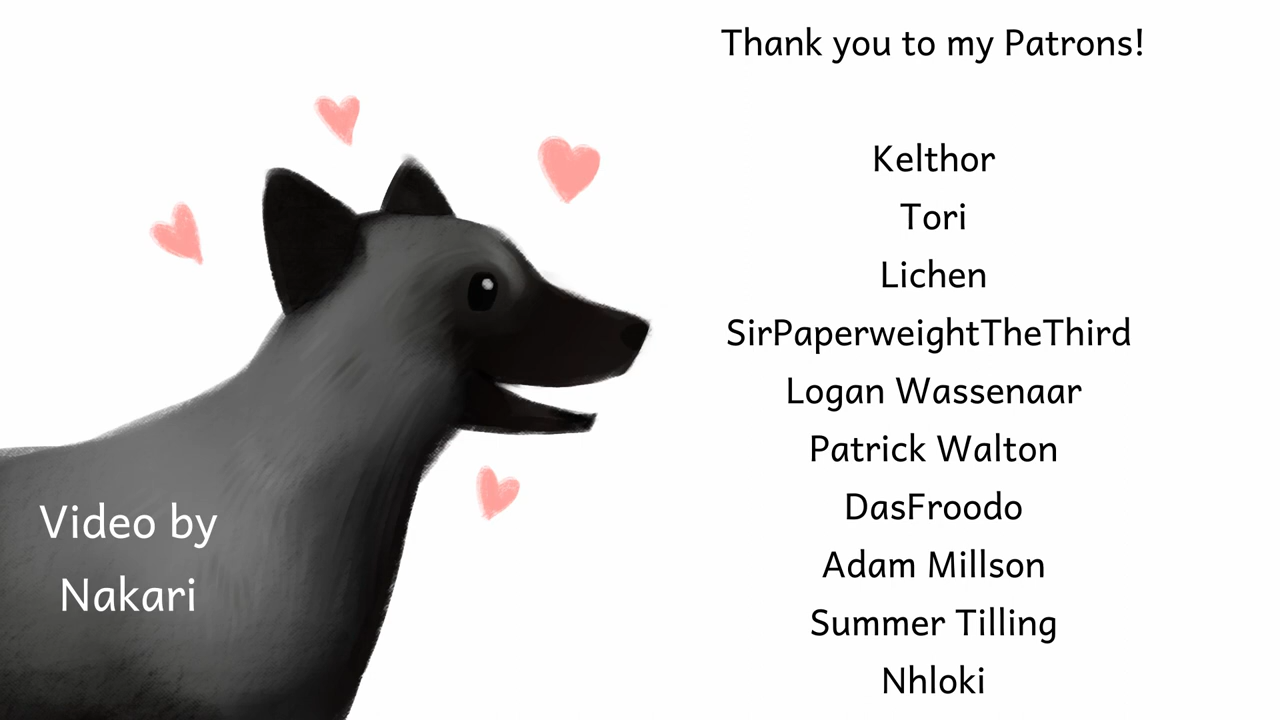 Thank you to my Patrons!
Kelthor
Tori
Lichen
SirPaperweightTheThird
Logan Wassenaar
Patrick Walton
DasFroodo
Adam Millson
Summer Tilling
Nhloki
Video by
Nakari